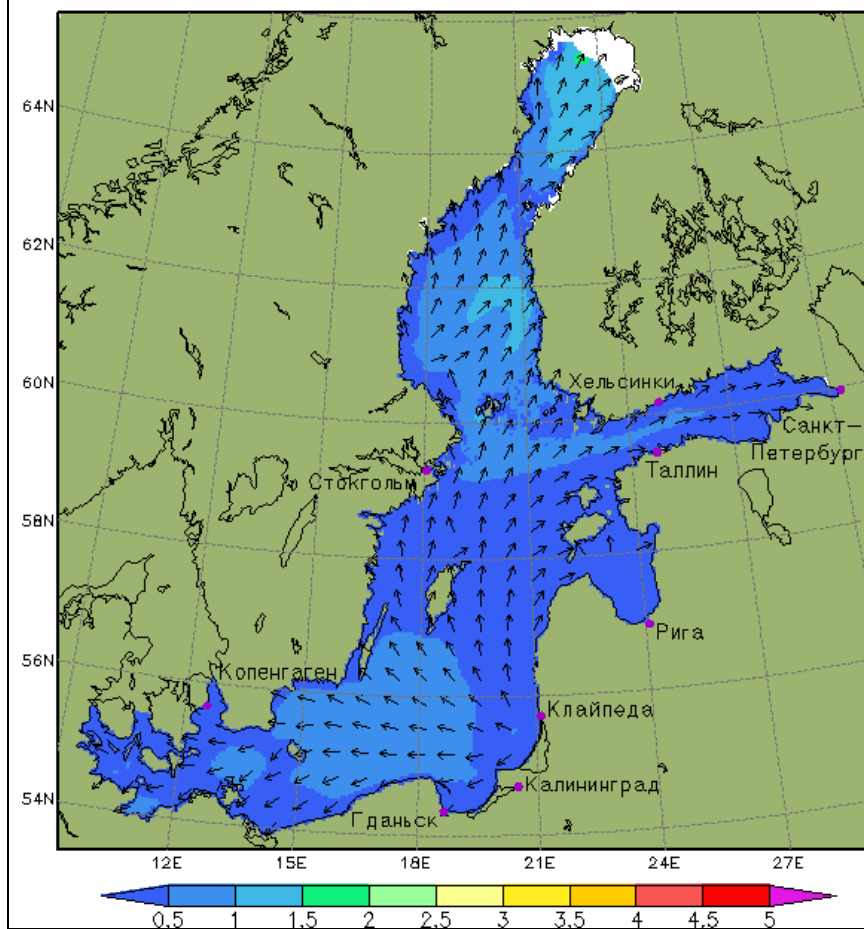 64N
62N
60N
Хельсинки
Санкт-
Петербург
Таллин
Стокгольм
58N
Рига
56N
Копенгаген
Клайпеда
Калининград
54N
Гданьск
12E 15E 18E 21E 24E 27E
0,5 1 1,5 2 2,5 3 3,5 4 4,5 5